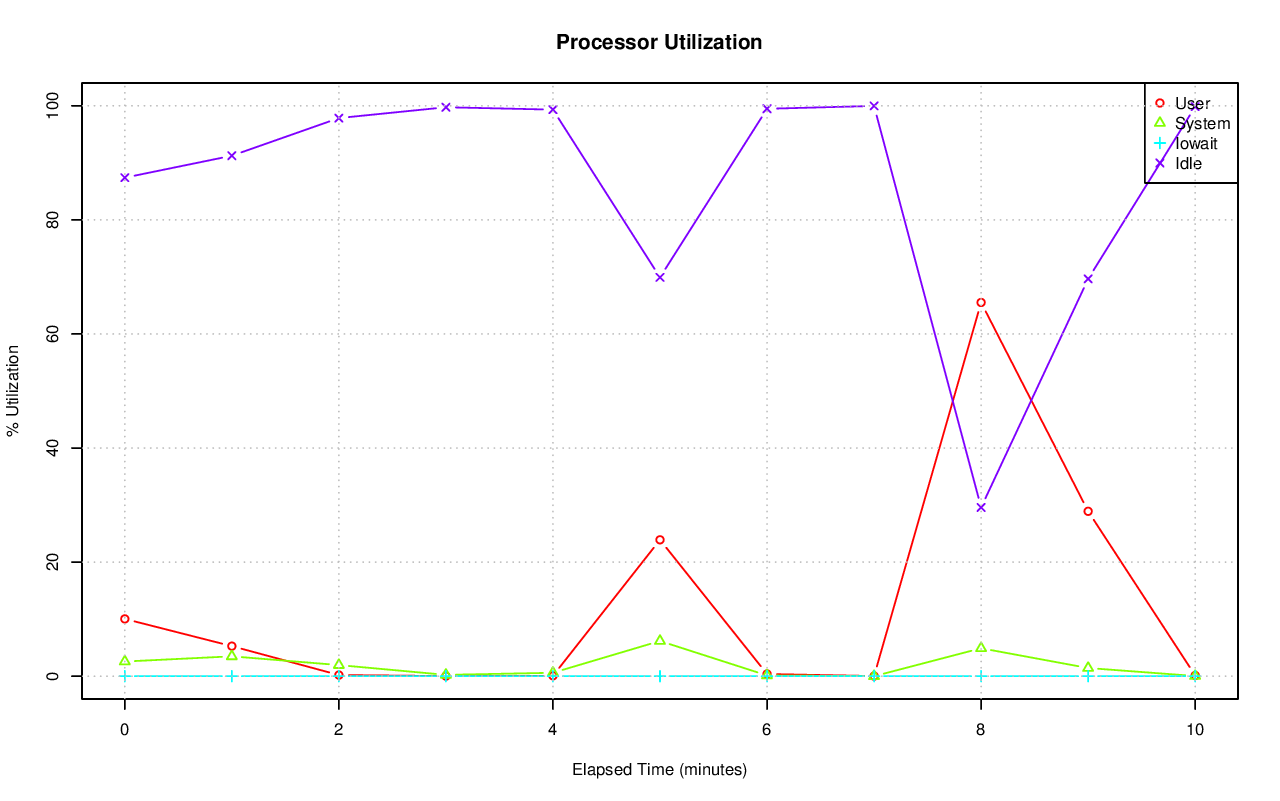 Processor Utilization
% Utilization
100
80
60
40
20
0
User
System
Iowait
Idle
0 2 4 6 8 10
Elapsed Time (minutes)